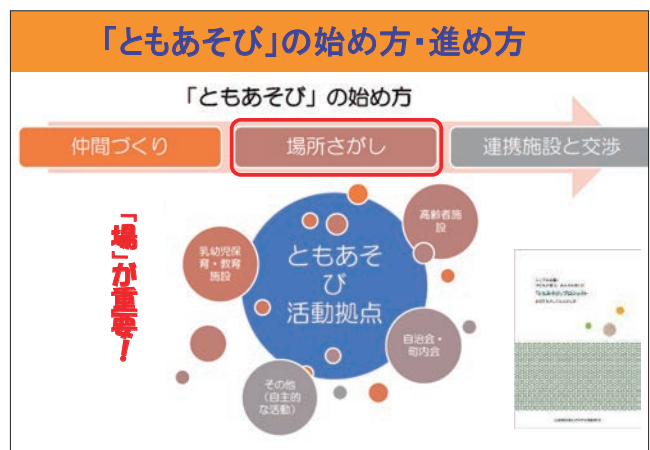 「ともあそび」の始め方・進め方
「ともあそび」の始め方
仲間づくり
場所さがし
連携施設と交渉
「場」が重要!
乳幼児保
育・教育
施設
高齢者施
設
ともあそ
び
活動拠点
自治会・
町内会
その他
(自主的
な活動)